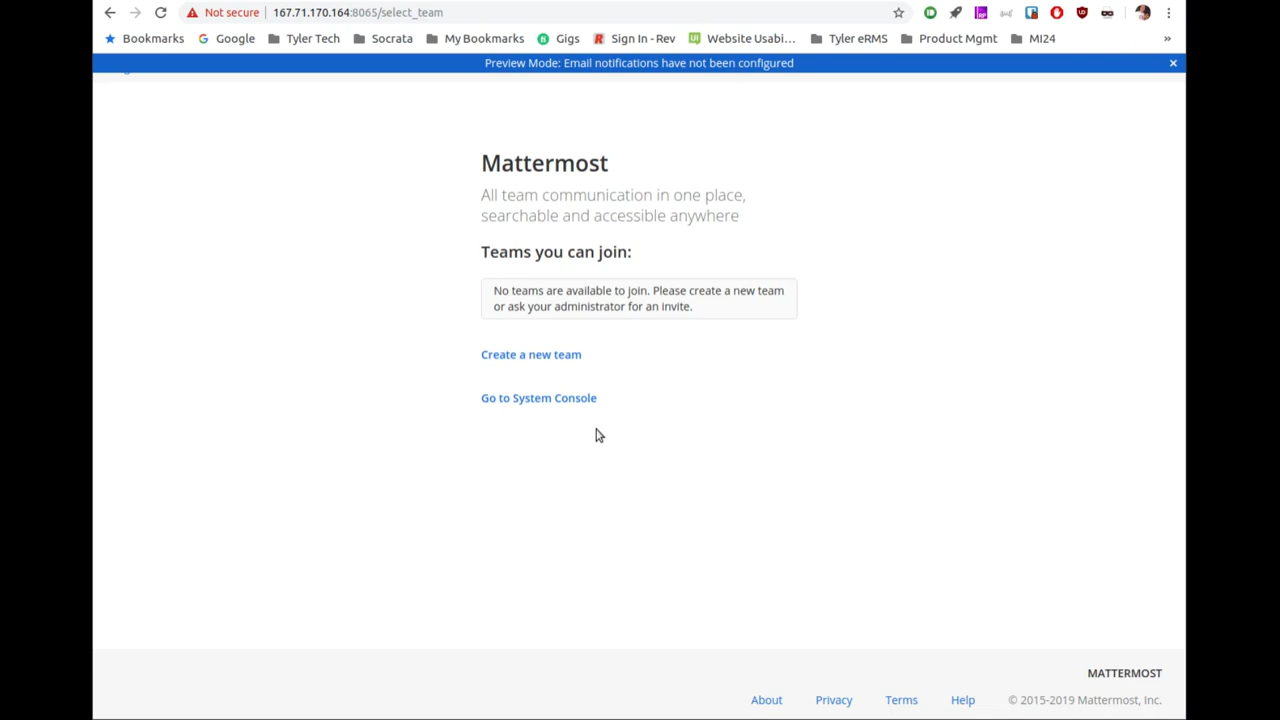 Not secure 167.71.170.164:8065/select_team
Bookmarks Google Tyler Tech Socrata My Bookmarks Gigs Sign In - Rev Website Usabi... Tyler eRMS Product Mgmt MI24 »
Preview Mode: Email notifications have not been configured
Mattermost
All team communication in one place,
searchable and accessible anywhere
Teams you can join:
No teams are available to join. Please create a new team
or ask your administrator for an invite.
Create a new team
Go to System Console
MATTERMOST
About Privacy Terms Help © 2015-2019 Mattermost, Inc.